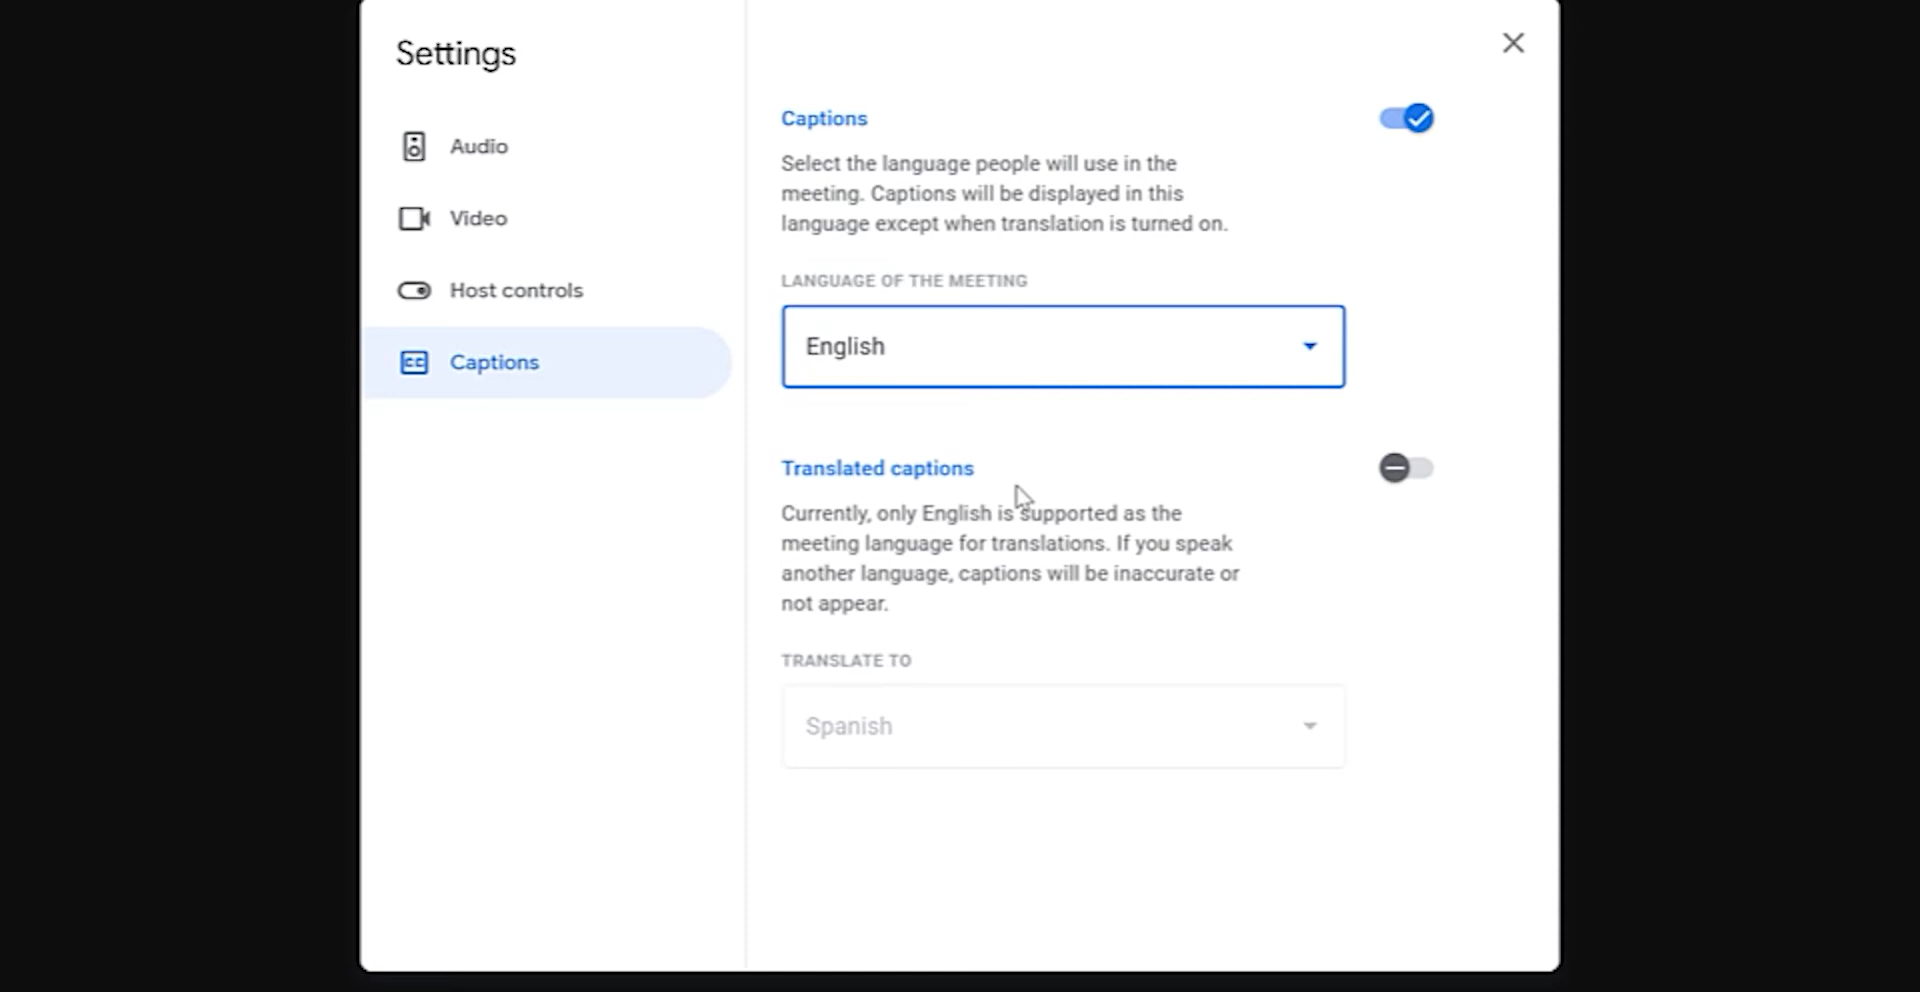 Settings
Audio
Video
Host controls
Captions
Captions
Select the language people will use in the
meeting. Captions will be displayed in this
language except when translation is turned on.
LANGUAGE OF THE MEETING
English
Translated captions
Currently, only English is supported as the
meeting language for translations. If you speak
another language, captions will be inaccurate or
not appear.
TRANSLATE TO
Spanish